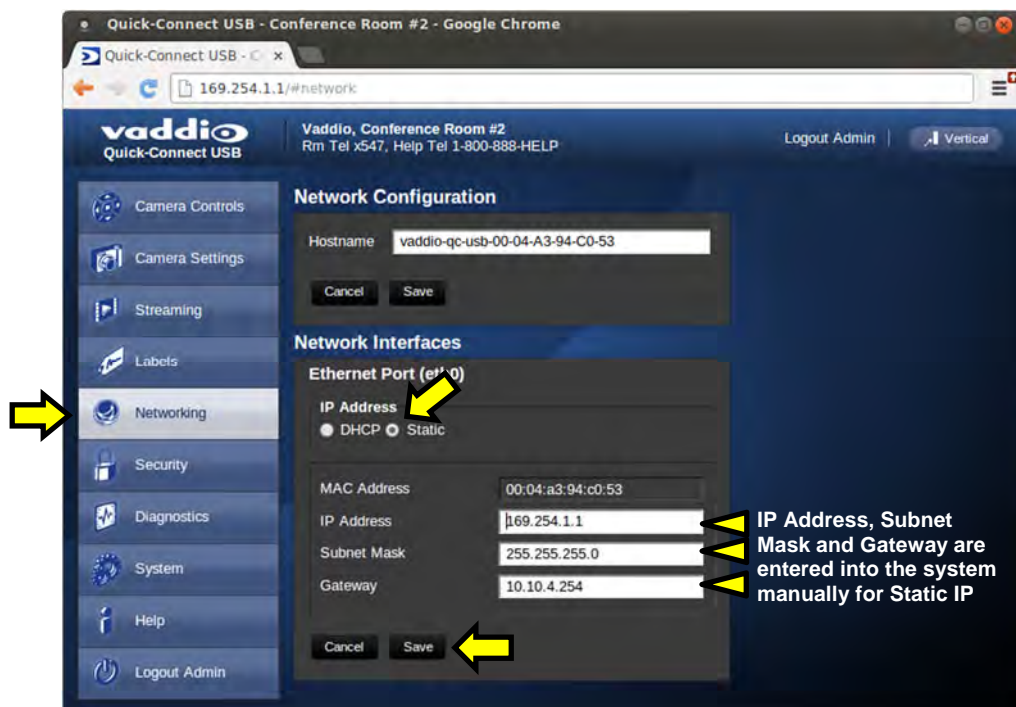 Quick-Connect USB - Conference Room #2 - Google Chrome
Quick-Connect USB - C
169.254.1.1/#network
vaddio
Quick-Connect USB
Vaddio, Conference Room #2
Rm Tel x547, Help Tel 1-800-888-HELP
Logout Admin
Vertical
Camera Controls
Camera Settings
Streaming
Labels
Networking
Security
Diagnostics
System
Help
Logout Admin
Network Configuration
Hostname vaddio-qc-usb-00-04-A3-94-C0-53
Cancel Save
Network Interfaces
Ethernet Port (eth0)
IP Address
DHCP Static
MAC Address 00:04:a3:94:c0:53
IP Address 169.254.1.1
Subnet Mask 255.255.255.0
Gateway 10.10.4.254
Cancel Save
IP Address, Subnet
Mask and Gateway are
entered into the system
manually for Static IP